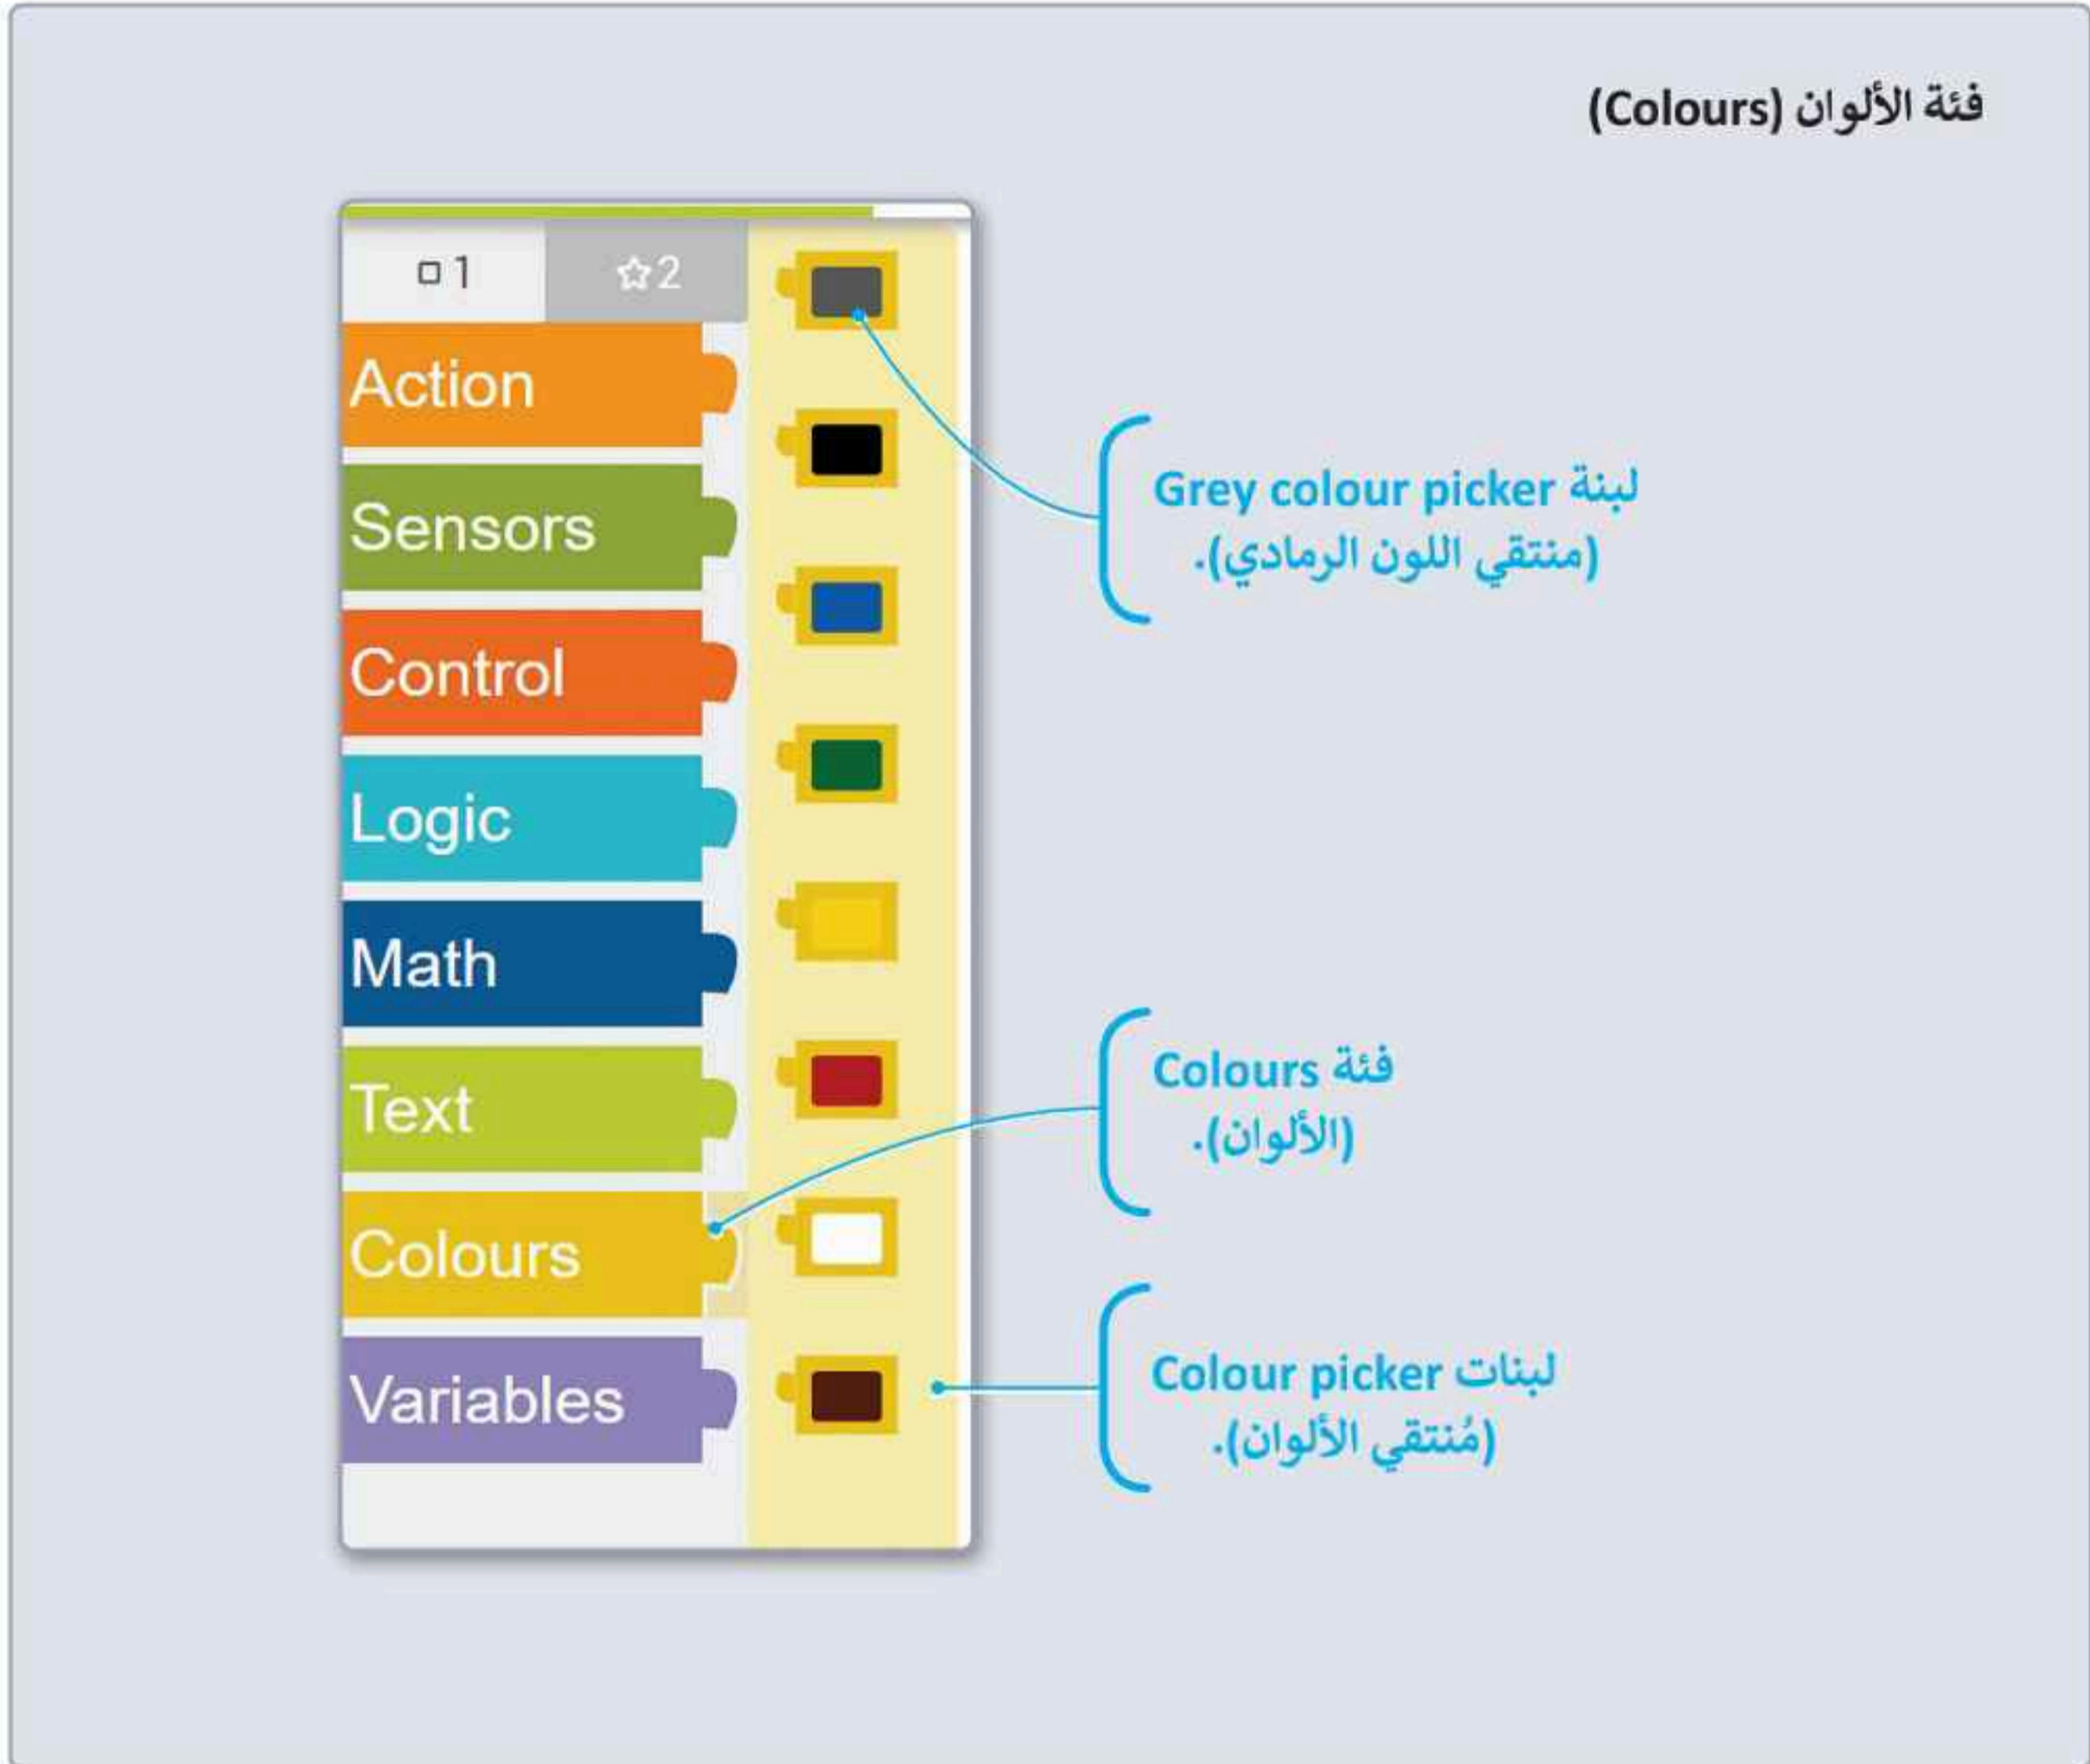 فئة الألوان (Colours)
1
2
Action
Sensors
Control
Logic
Math
Text
Colours
Variables
لبنة Grey colour picker
(منتقي اللون الرمادي).
فئة Colours
(الألوان).
لبنات Colour picker
(مُنتقي الألوان).